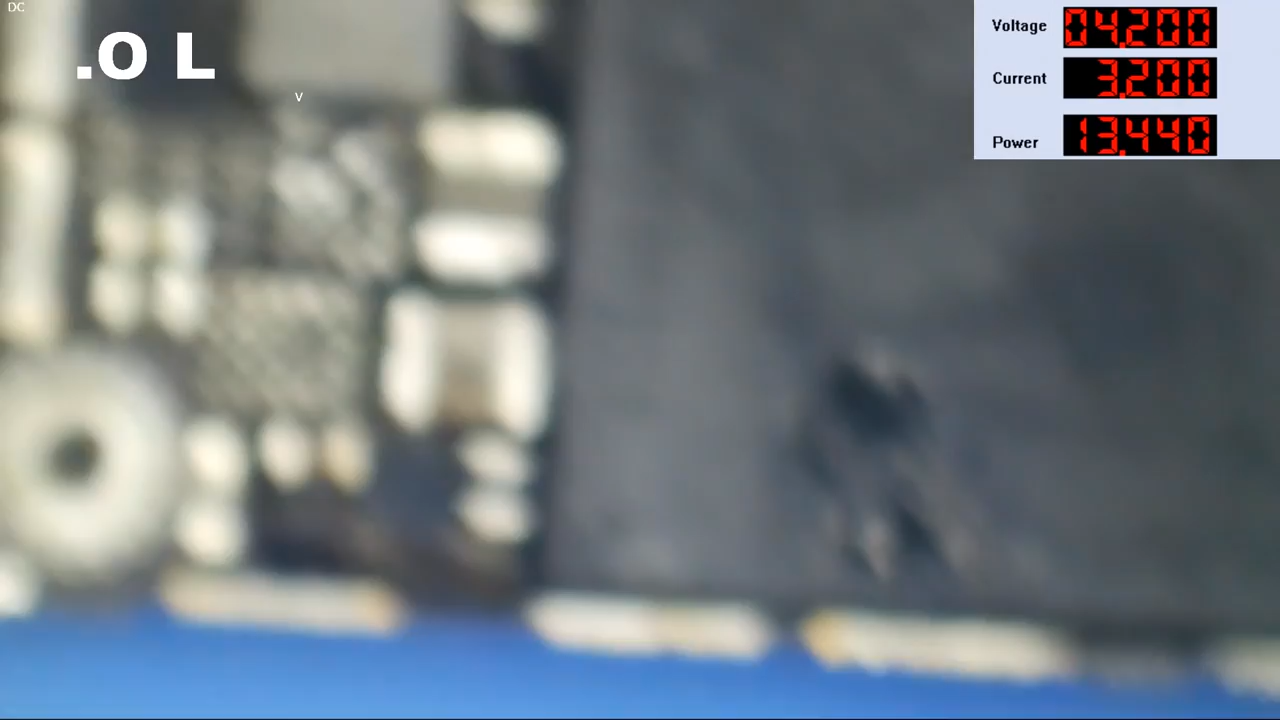 DC
.O L
V
Voltage 04.200
Current 3.200
Power 13.440